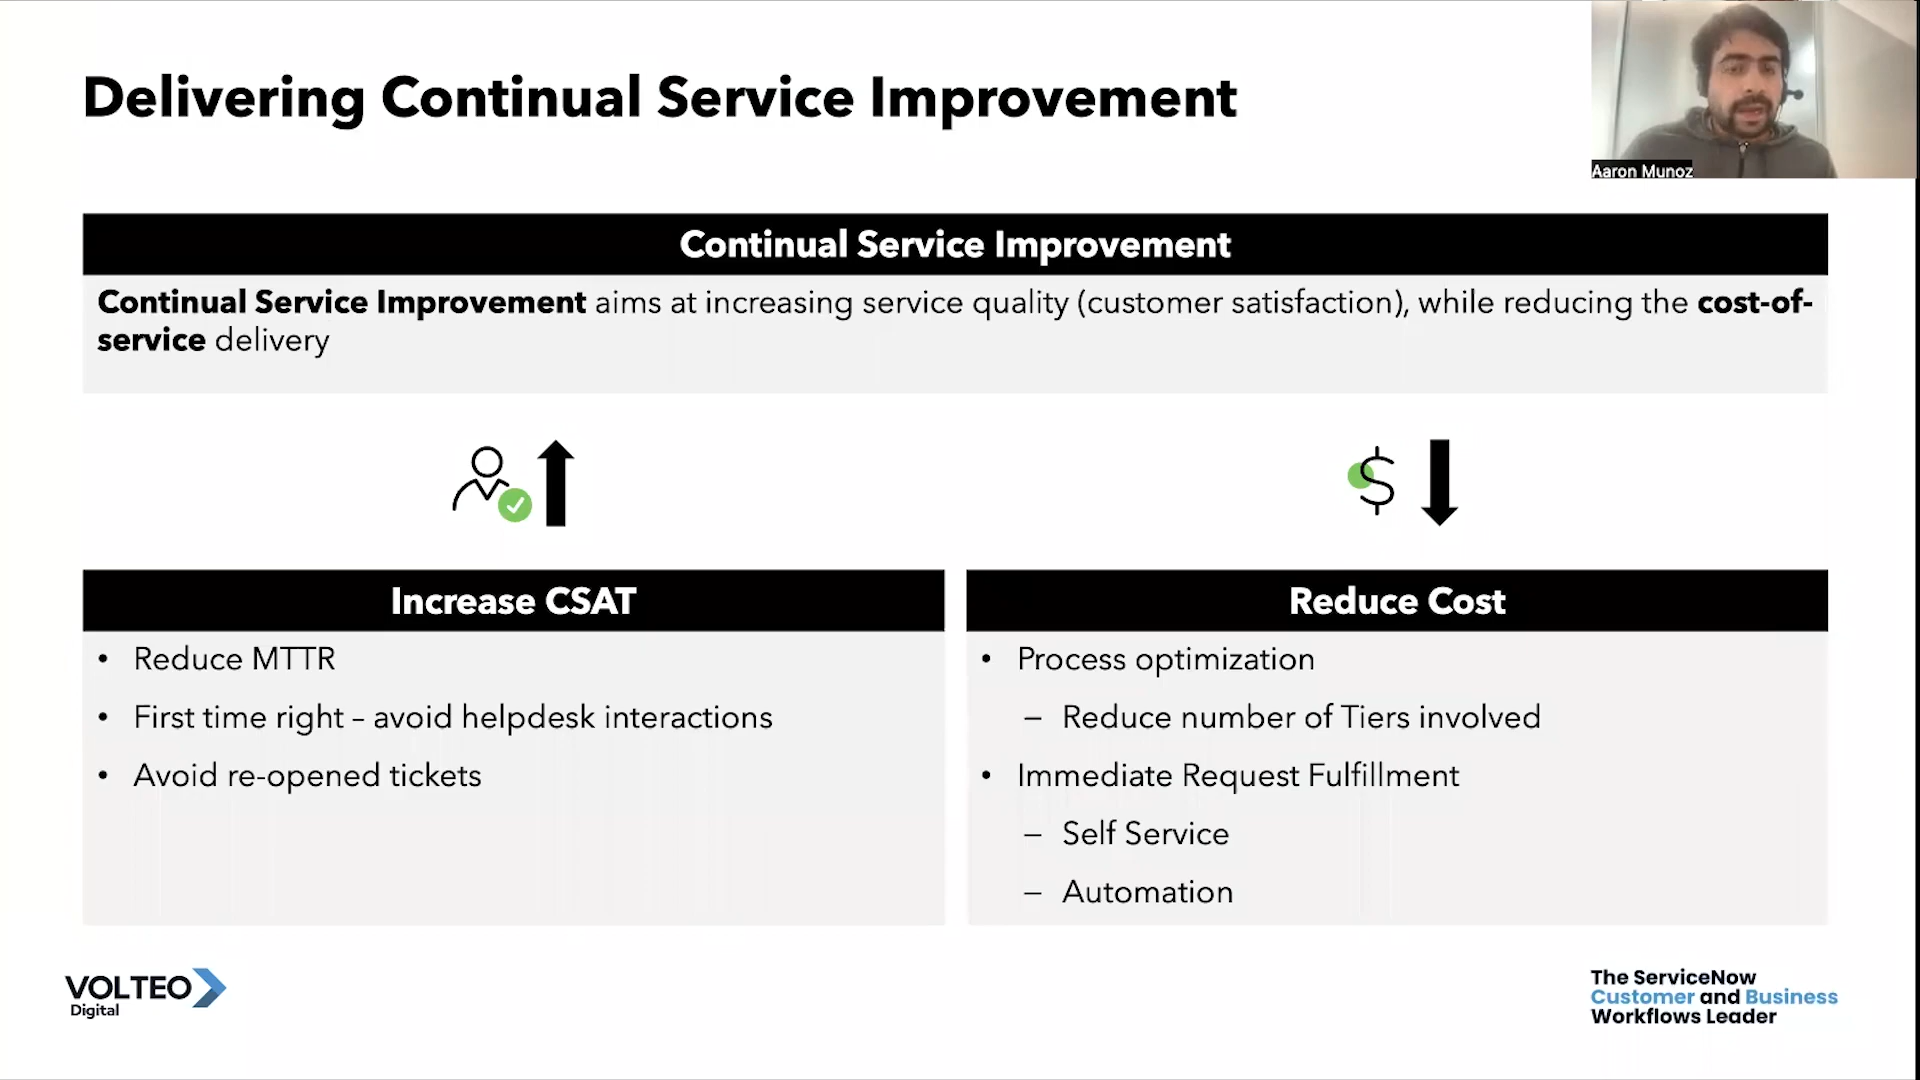 Delivering Continual Service Improvement
Aaron Munoz
Continual Service Improvement
Continual Service Improvement aims at increasing service quality (customer satisfaction), while reducing the cost-of-
service delivery
$
Increase CSAT
• Reduce MTTR
• First time right – avoid helpdesk interactions
• Avoid re-opened tickets
Reduce Cost
• Process optimization
– Reduce number of Tiers involved
• Immediate Request Fulfillment
– Self Service
– Automation
VOLTEO
Digital
The ServiceNow
Customer and Business
Workflows Leader